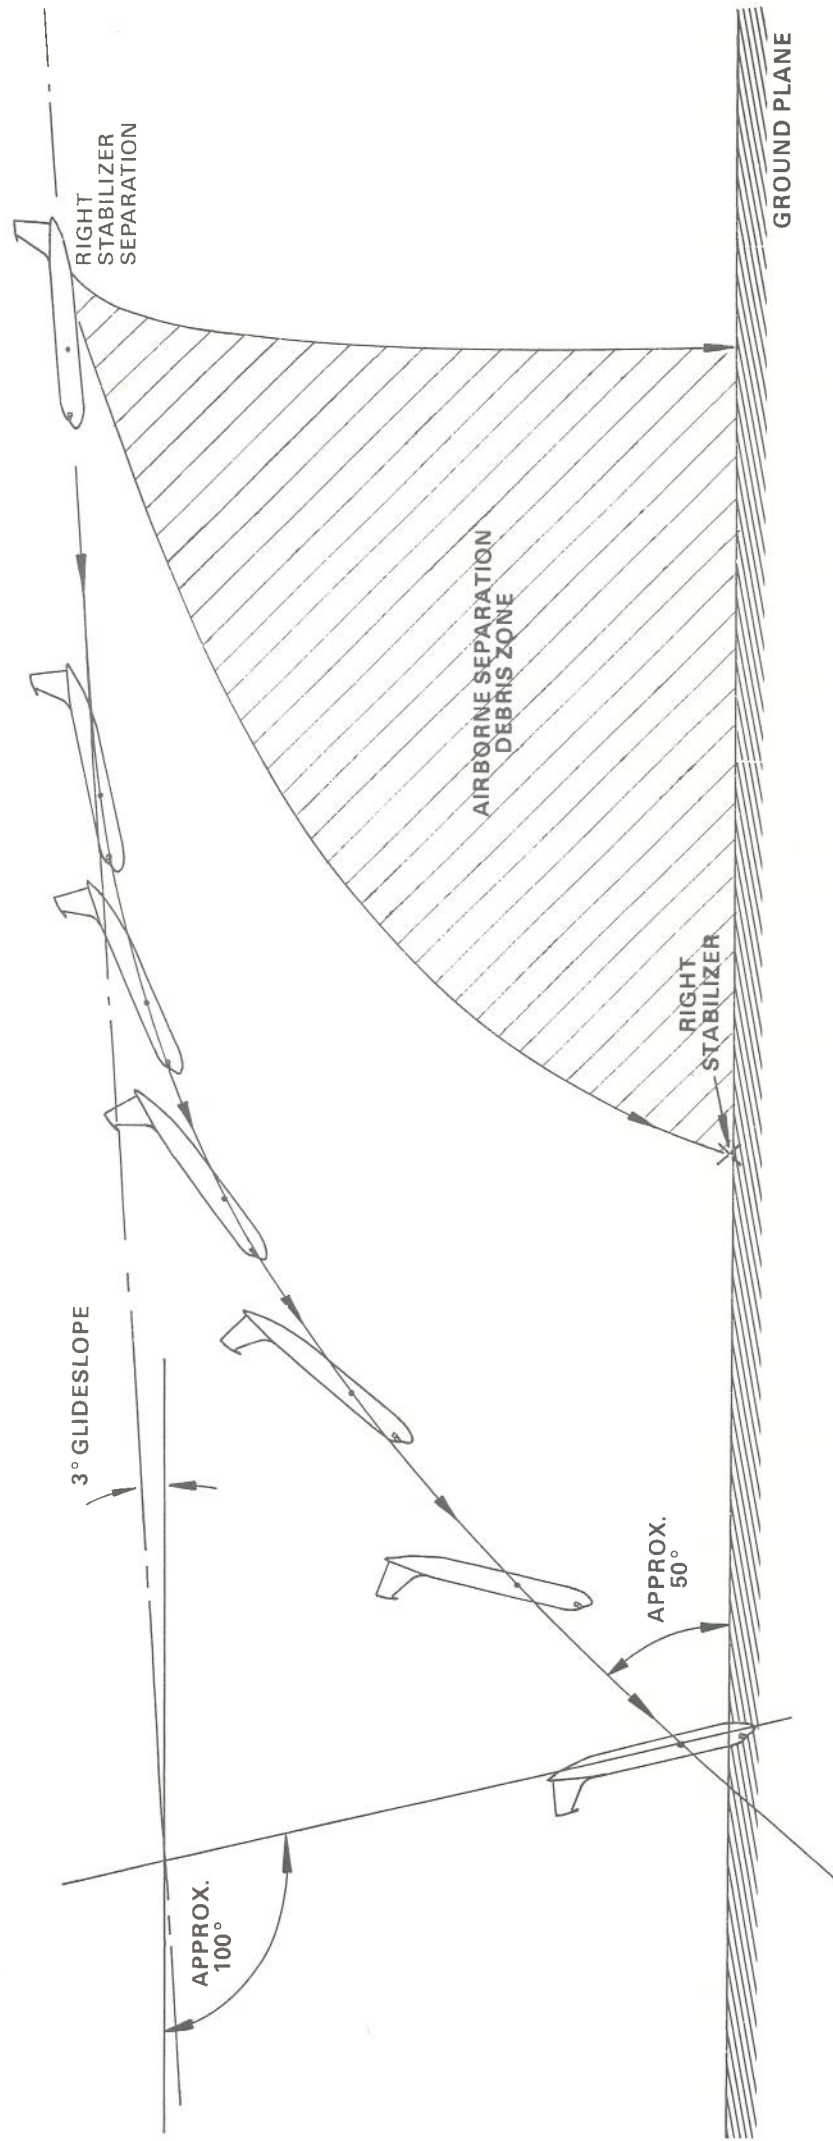 RIGHT
STABILIZER
SEPARATION
GROUND PLANE
AIRBORNE SEPARATION
DEBRIS ZONE
RIGHT
STABILIZER
3° GLIDESLOPE
APPROX.
50°
APPROX.
100°